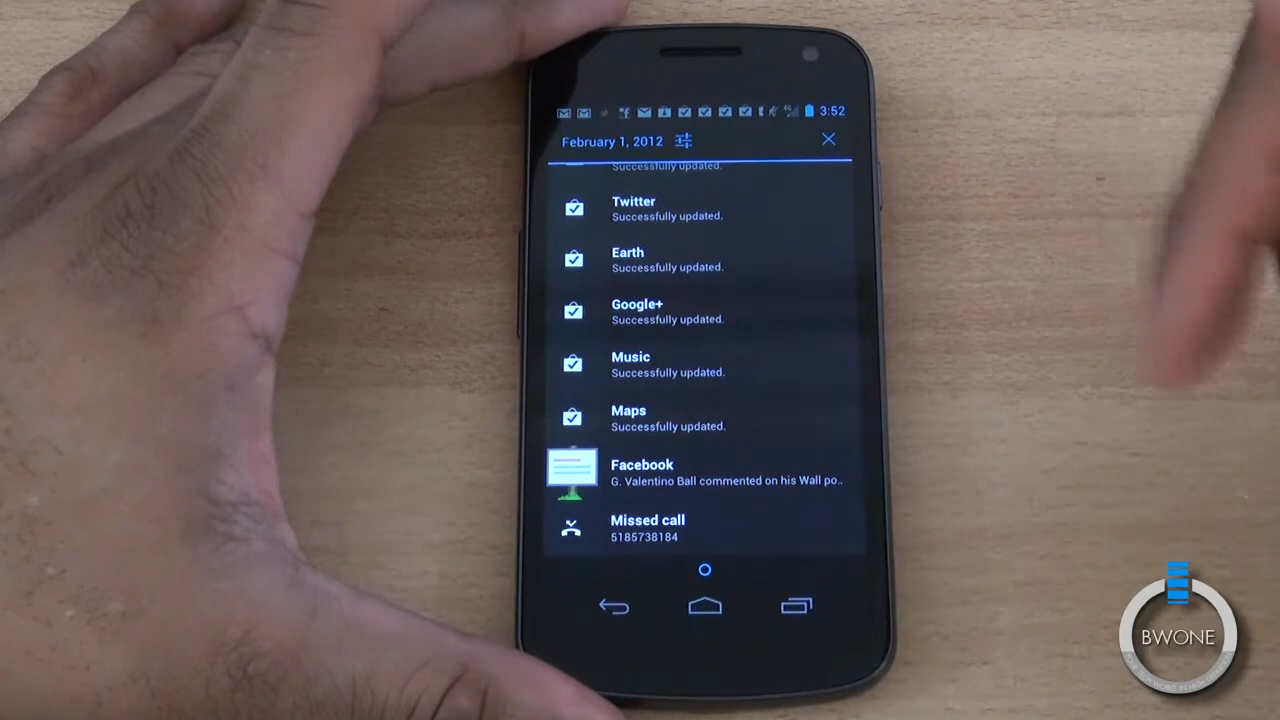 3:52
February 1, 2012
Successfully updated.
Twitter
Successfully updated.
Earth
Successfully updated.
Google+
Successfully updated.
Music
Successfully updated.
Maps
Successfully updated.
Facebook
G. Valentino Ball commented on his Wall po..
Missed call
5185738184
BWONE